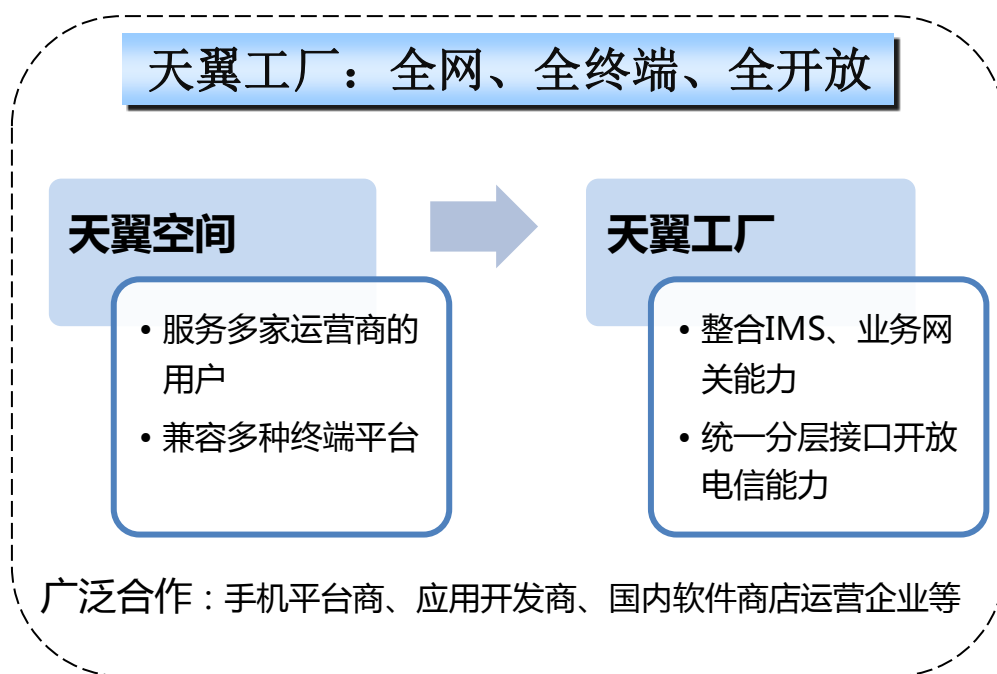 天翼工厂：全网、全终端、全开放
天翼空间
• 服务多家运营商的
用户
• 兼容多种终端平台
天翼工厂
• 整合IMS、业务网
关能力
• 统一分层接口开放
电信能力
广泛合作：手机平台商、应用开发商、国内软件商店运营企业等